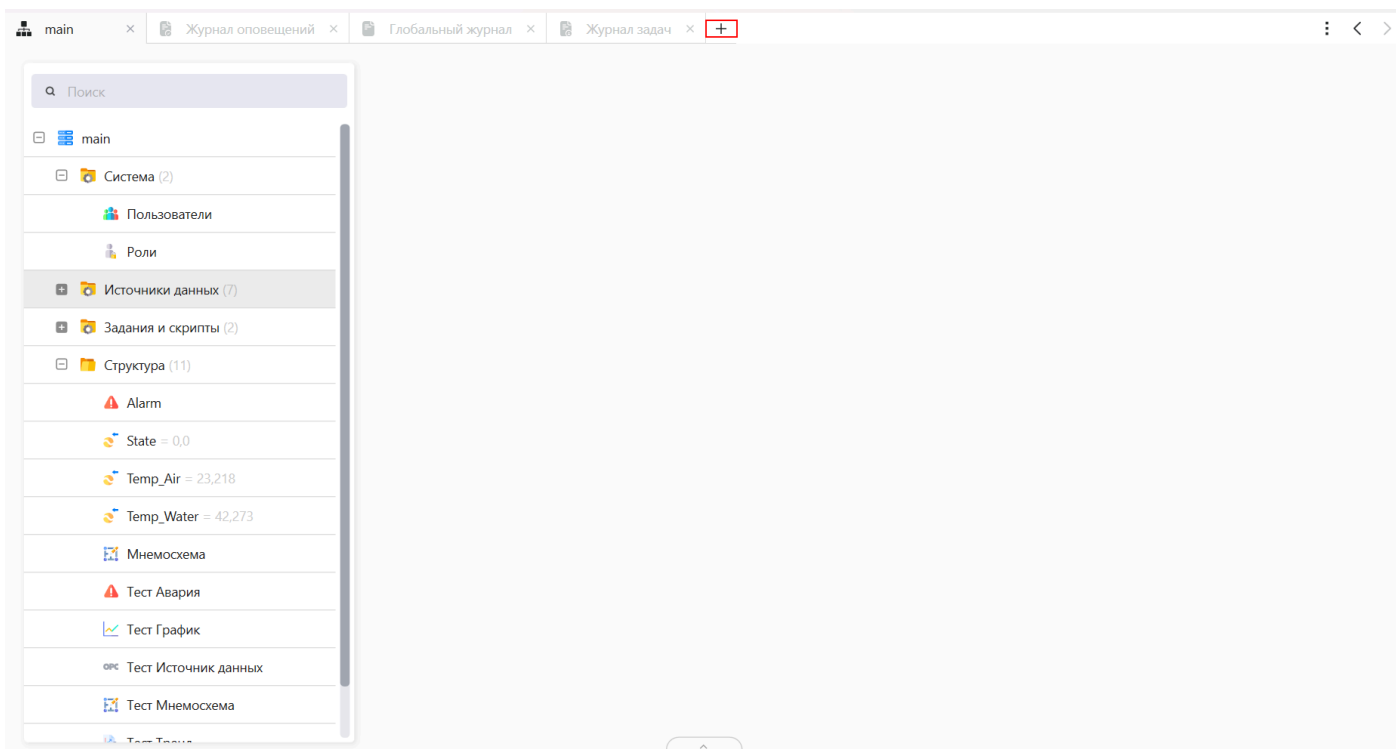 main
Журнал оповещений
Глобальный журнал
Журнал задач
Поиск
main
Система (2)
Пользователи
Роли
Источники данных (7)
Задания и скрипты (2)
Структура (11)
Alarm
State = 0,0
Temp_Air = 23,218
Temp_Water = 42,273
Мнемосхема
Тест Авария
Тест График
OPC Тест Источник данных
Тест Мнемосхема
Тест Тренд